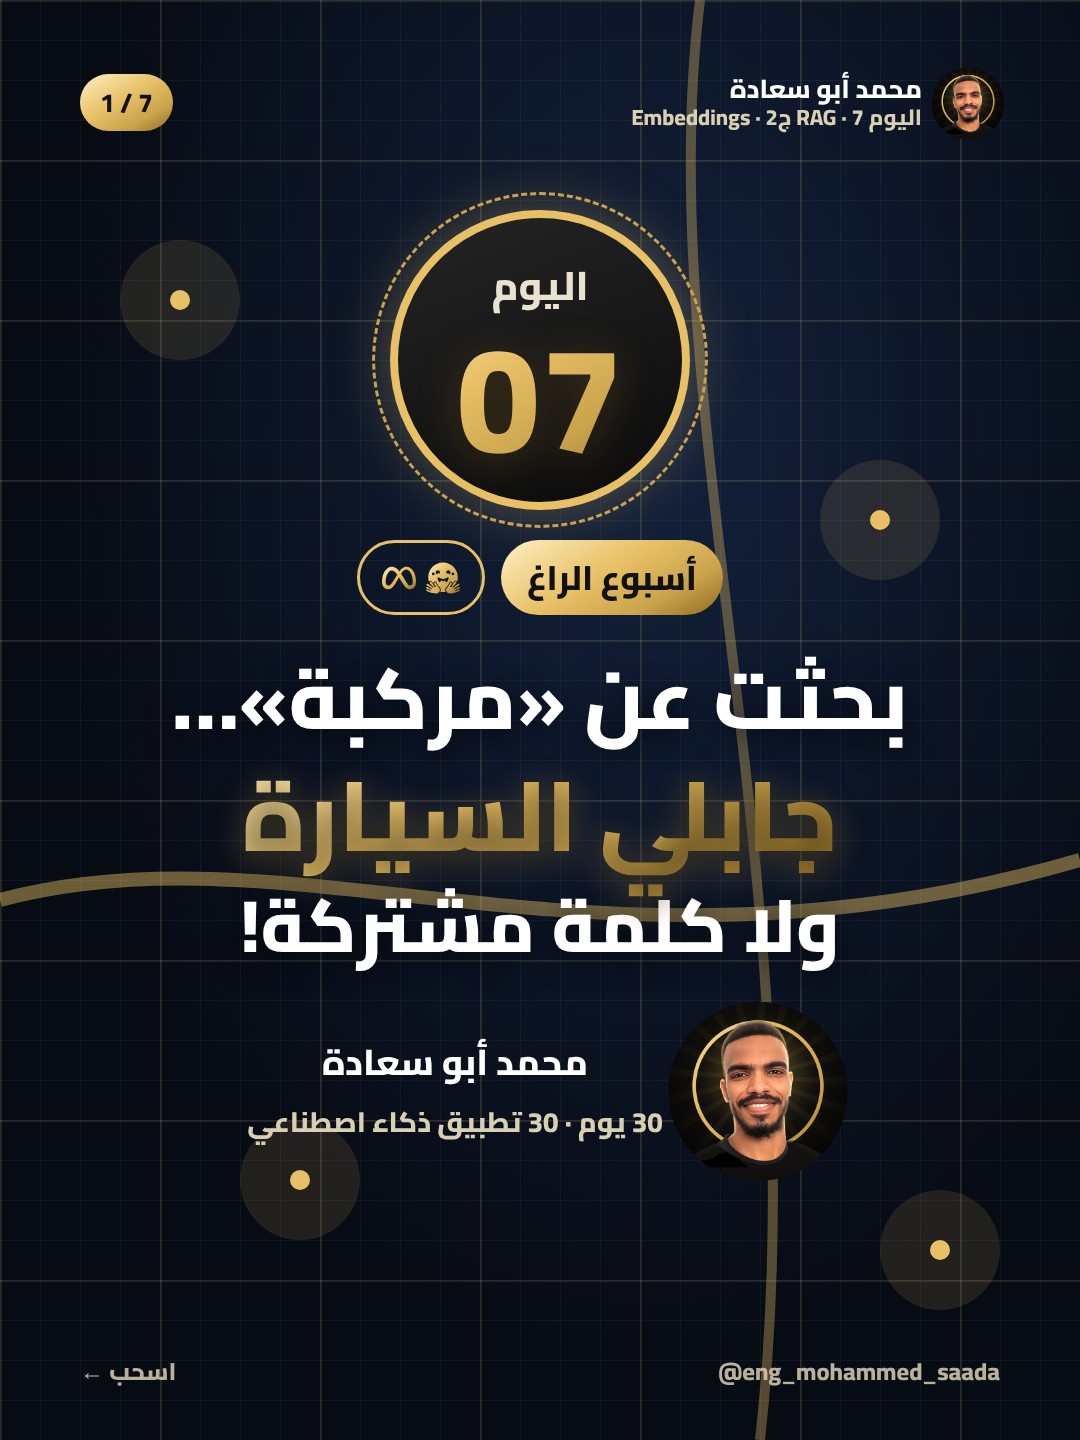 محمد أبو سعادة
اليوم 7 · RAG ج2 · Embeddings
1 / 7
اليوم
07
أسبوع الراغ
بحثت عن «مركبة»...
جابلي السيارة
ولا كلمة مشتركة!
محمد أبو سعادة
30 يوم · 30 تطبيق ذكاء اصطناعي
@eng_mohammed_saada
اسحب ←